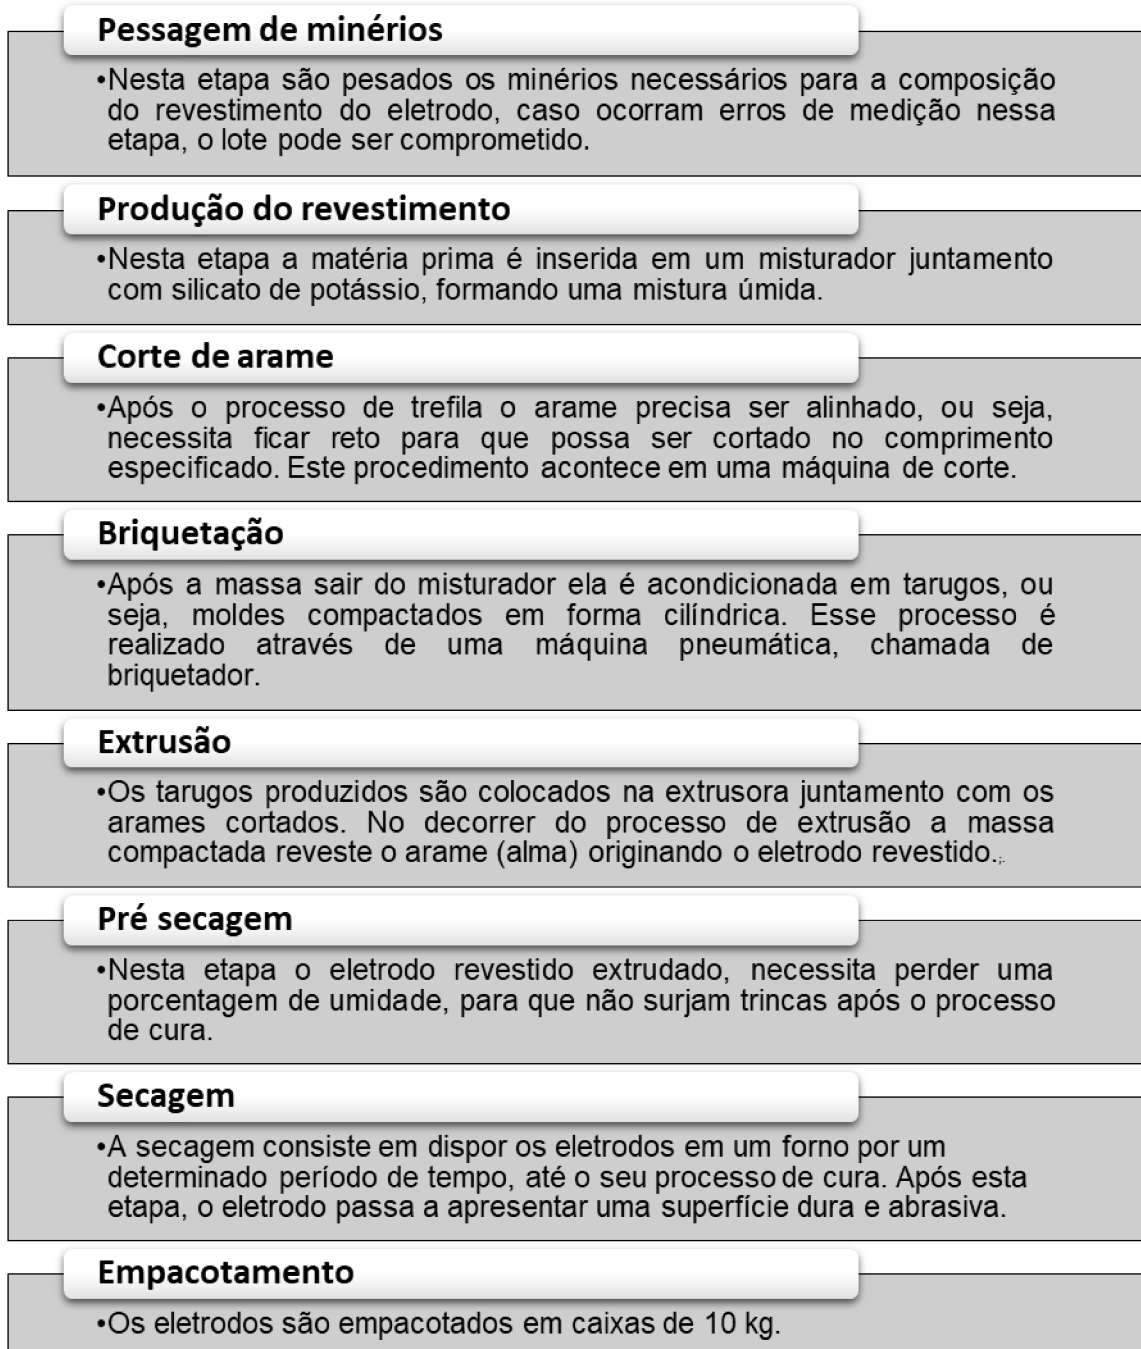 Pessagem de minérios
•Nesta etapa são pesados os minérios necessários para a composição
do revestimento do eletrodo, caso ocorram erros de medição nessa
etapa, o lote pode ser comprometido.
Produção do revestimento
•Nesta etapa a matéria prima é inserida em um misturador juntamento
com silicato de potássio, formando uma mistura úmida.
Corte de arame
•Após o processo de trefila o arame precisa ser alinhado, ou seja,
necessita ficar reto para que possa ser cortado no comprimento
especificado. Este procedimento acontece em uma máquina de corte.
Briquetação
•Após a massa sair do misturador ela é acondicionada em tarugos, ou
seja, moldes compactados em forma cilíndrica. Esse processo é
realizado através de uma máquina pneumática, chamada de
briquetador.
Extrusão
•Os tarugos produzidos são colocados na extrusora juntamento com os
arames cortados. No decorrer do processo de extrusão a massa
compactada reveste o arame (alma) originando o eletrodo revestido.;.
Pré secagem
•Nesta etapa o eletrodo revestido extrudado, necessita perder uma
porcentagem de umidade, para que não surjam trincas após o processo
de cura.
Secagem
•A secagem consiste em dispor os eletrodos em um forno por um
determinado período de tempo, até o seu processo de cura. Após esta
etapa, o eletrodo passa a apresentar uma superfície dura e abrasiva.
Empacotamento
•Os eletrodos são empacotados em caixas de 10 kg.